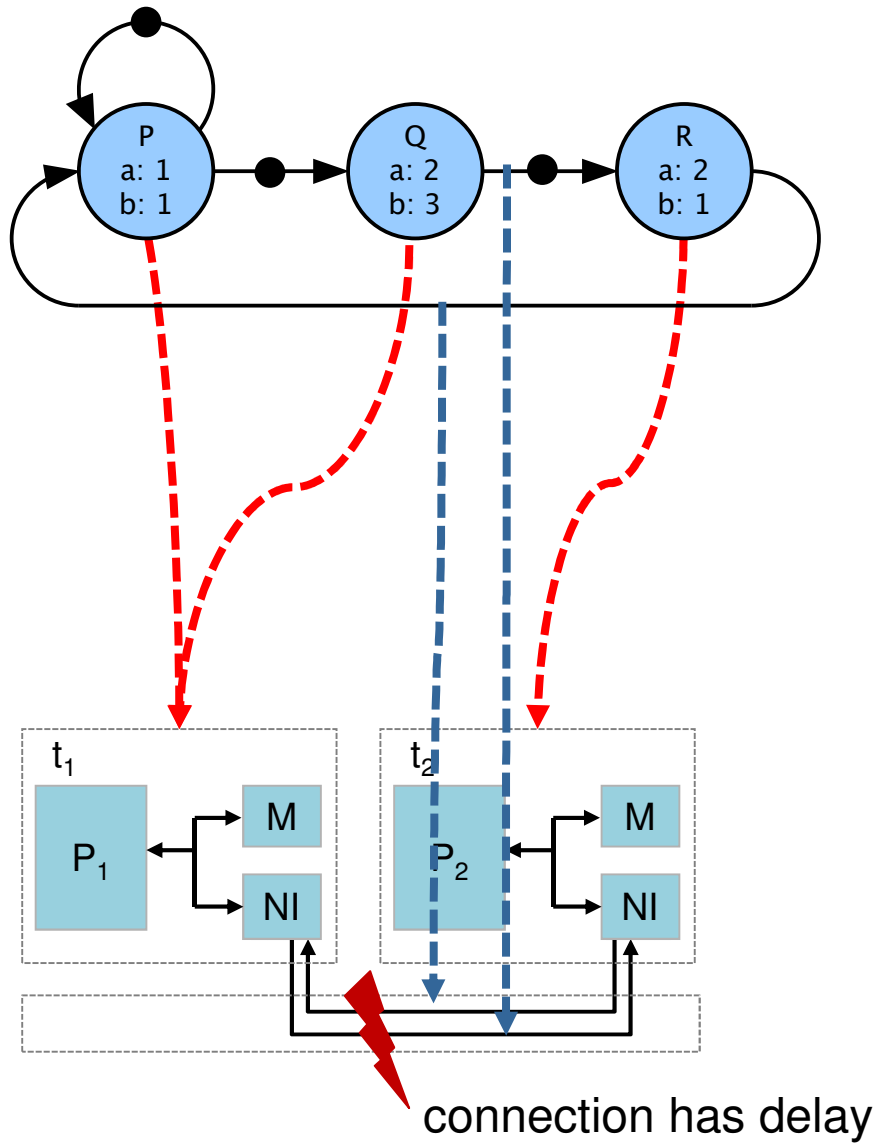 P
a: 1
b: 1
Q
a: 2
b: 3
R
a: 2
b: 1
t1
P1
M
NI
t2
P2
M
NI
connection has delay